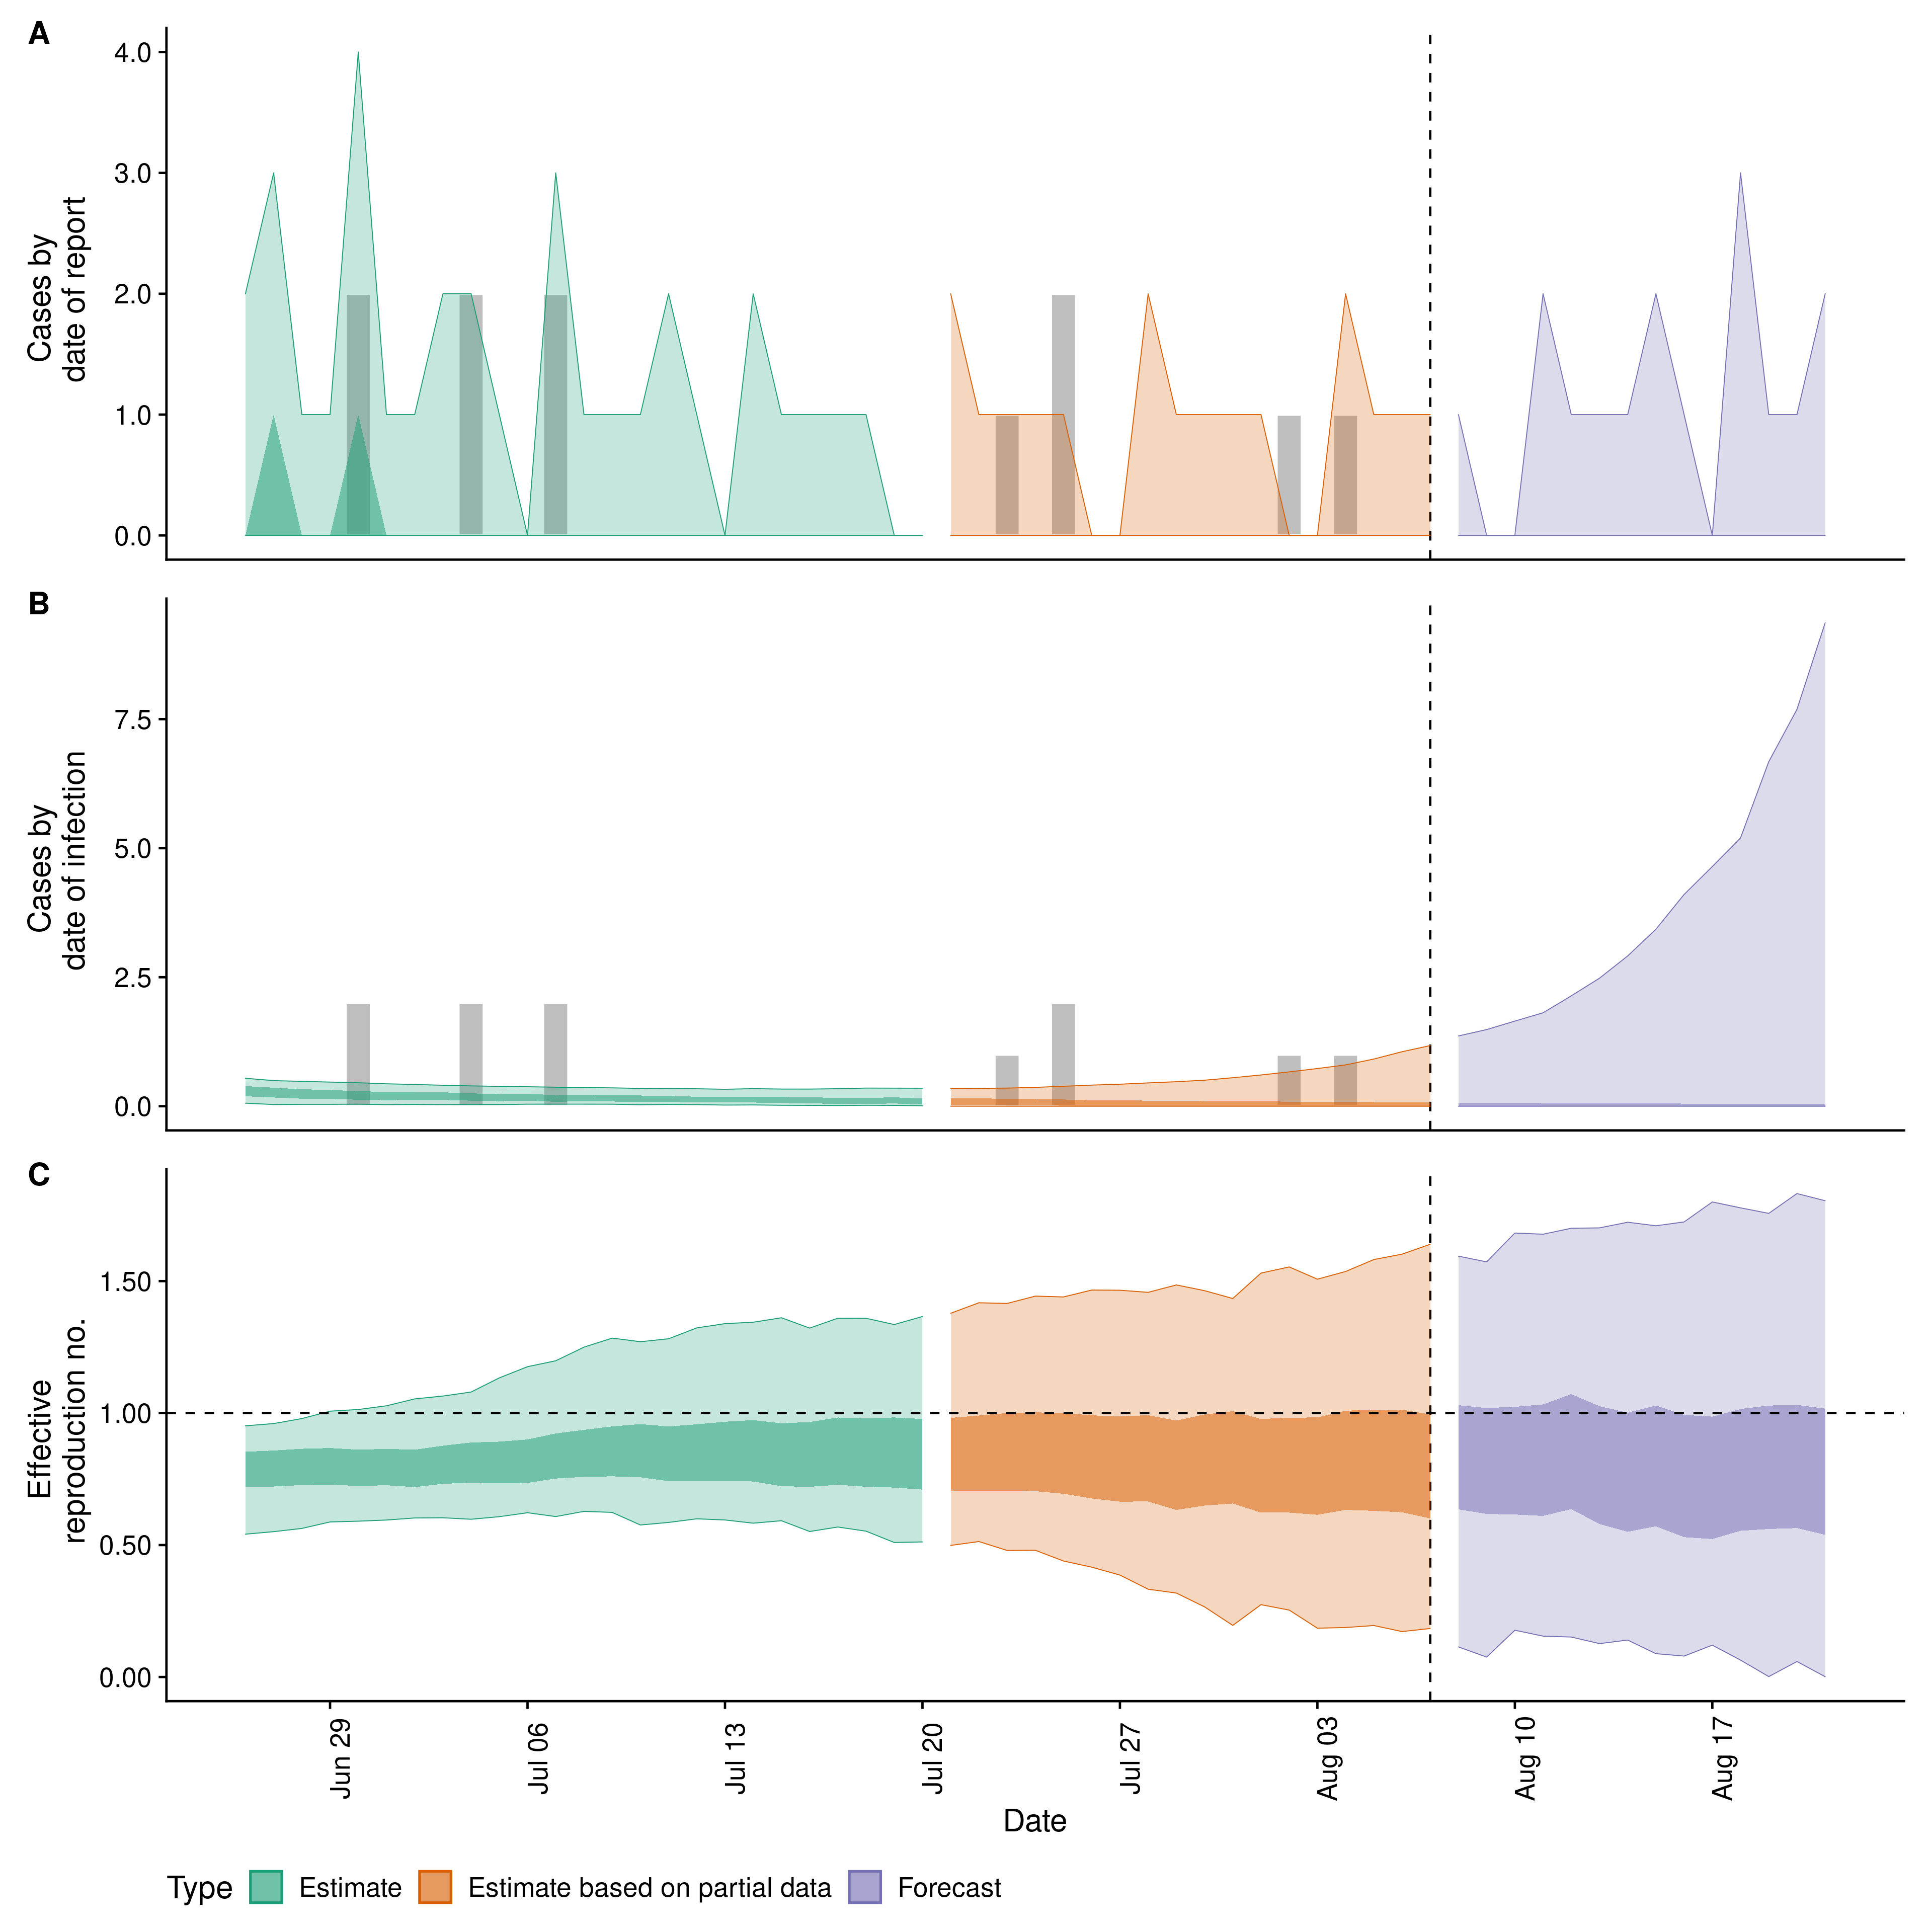 A
4.0
3.0
2.0
1.0
0.0
Cases by
date of report
B
7.5
5.0
2.5
0.0
Cases by
date of infection
C
1.50
1.00
0.50
0.00
Effective
reproduction no.
Jun 29
Jul 06
Jul 13
Jul 20
Jul 27
Aug 03
Aug 10
Aug 17
Date
Type Estimate Estimate based on partial data Forecast